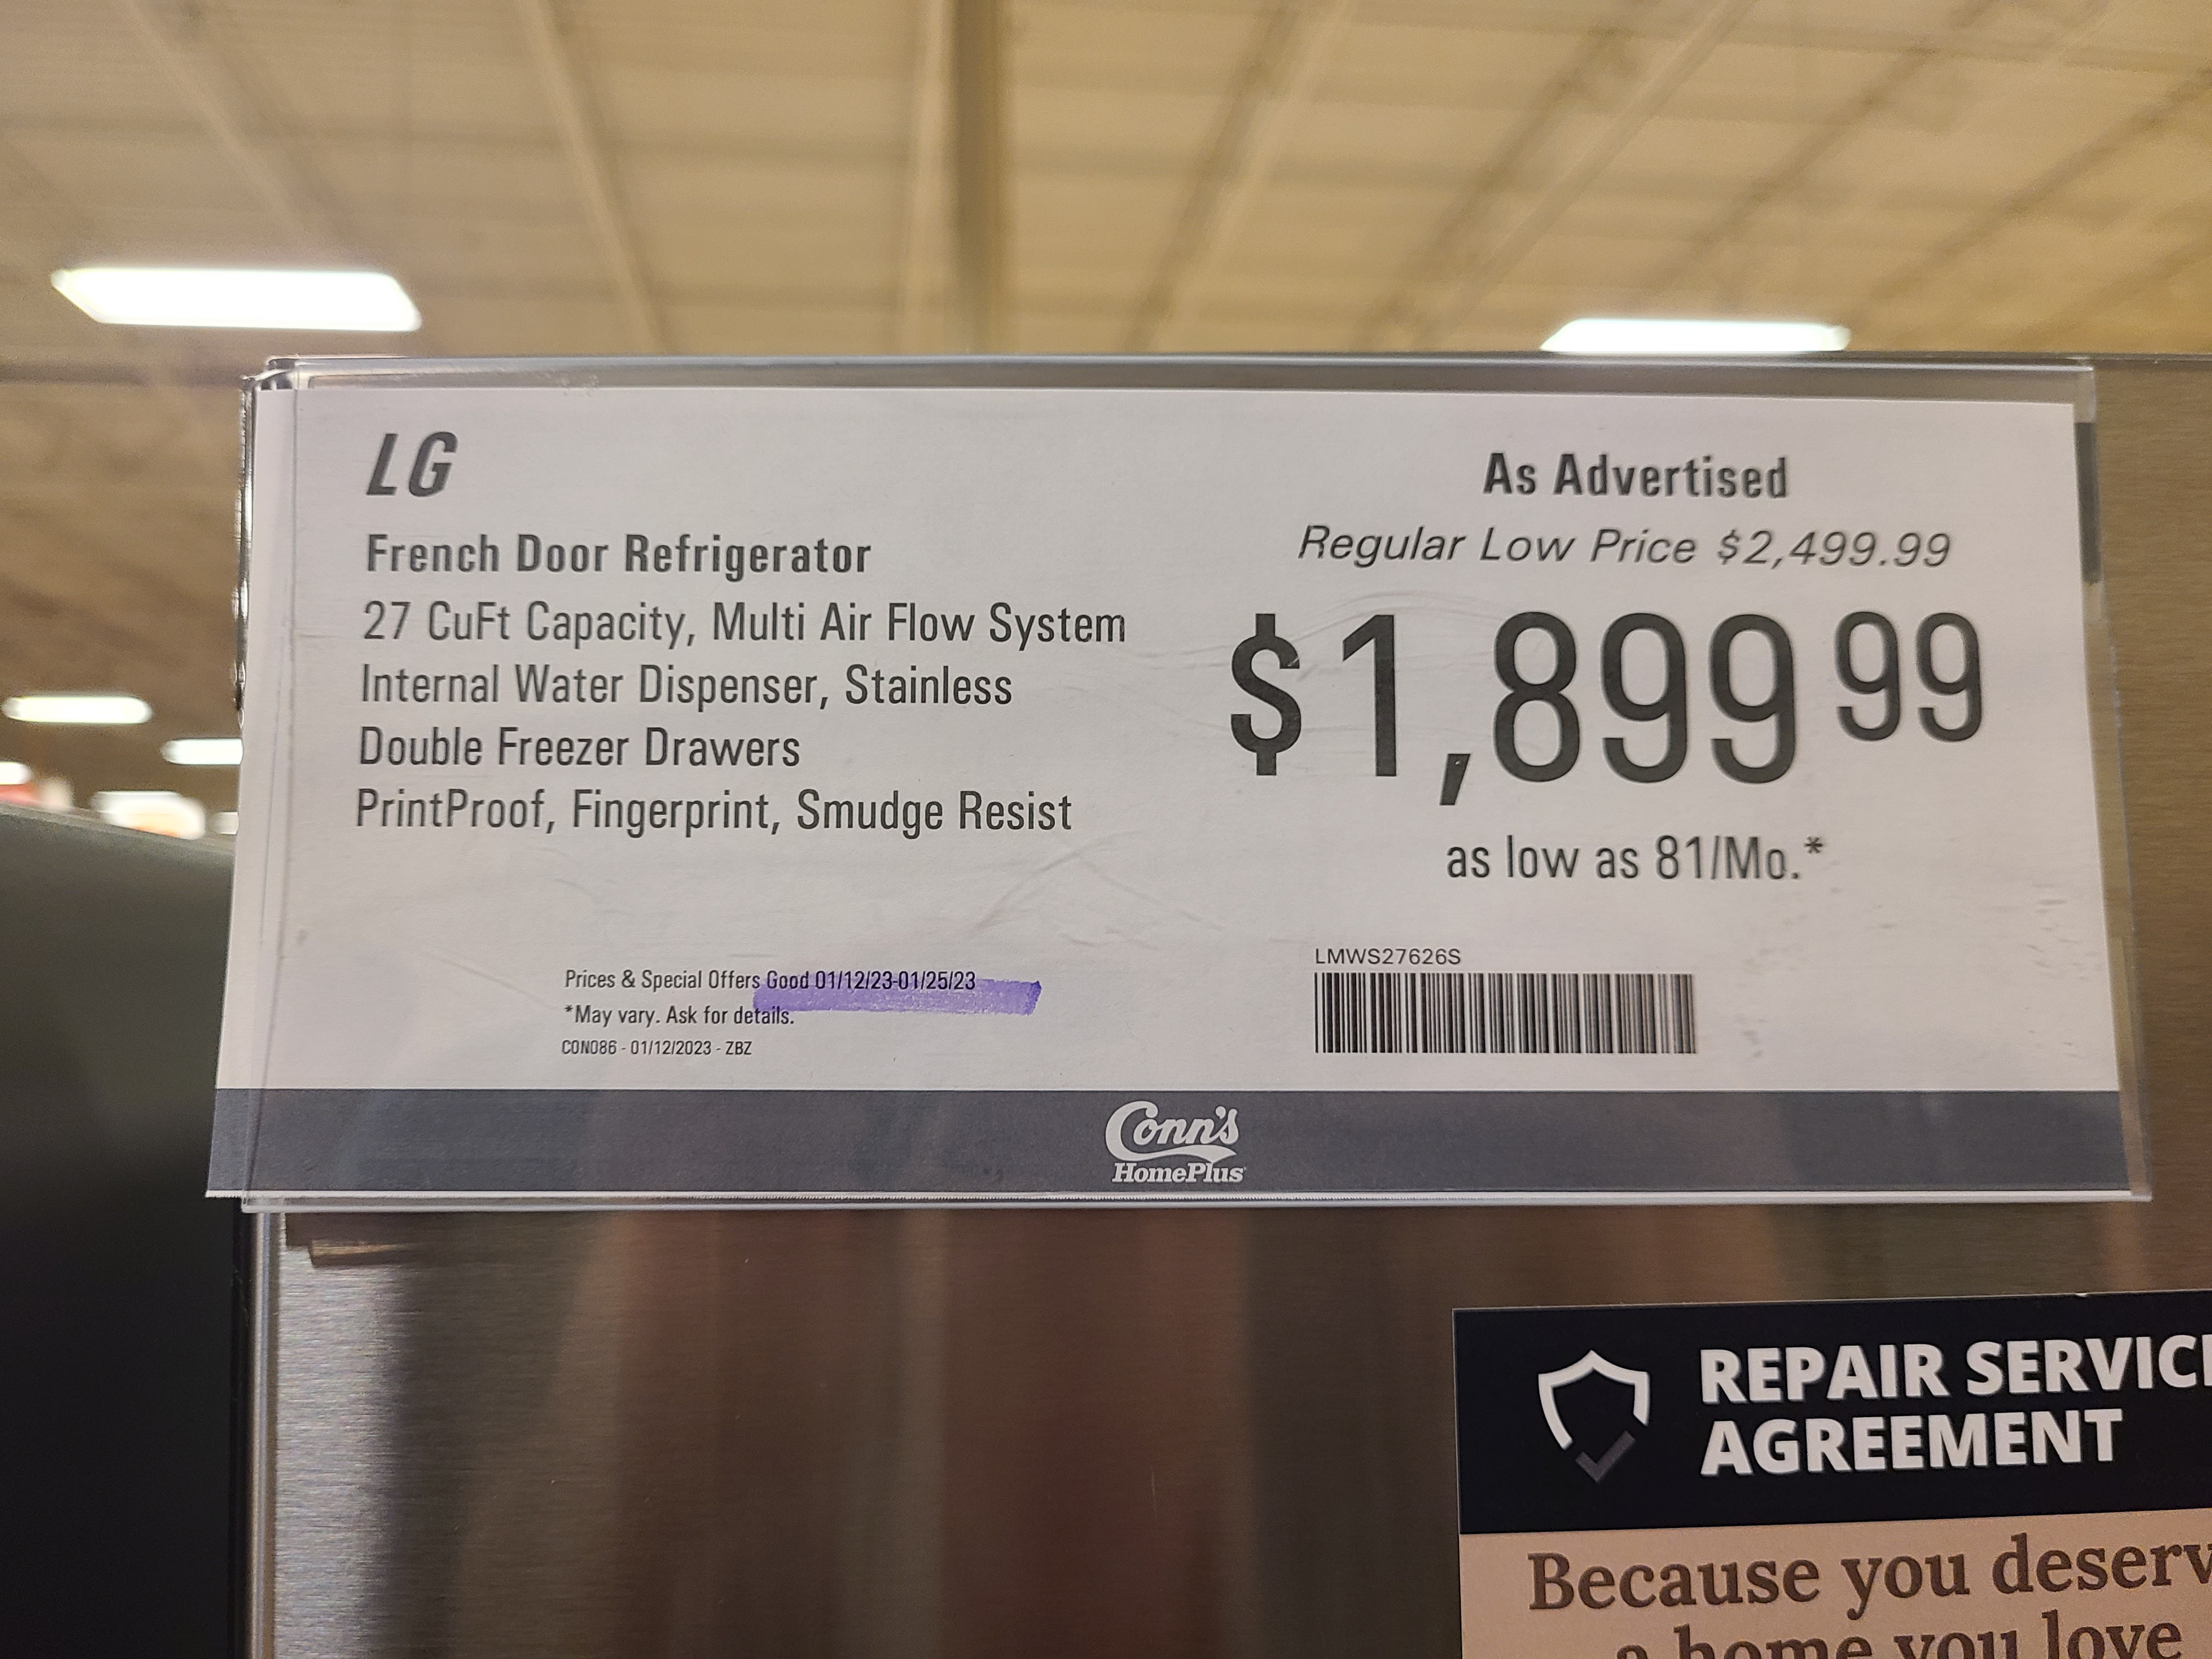 LG
French Door Refrigerator
27 CuFt Capacity, Multi Air Flow System
Internal Water Dispenser, Stainless
Double Freezer Drawers
PrintProof, Fingerprint, Smudge Resist
As Advertised
Regular Low Price $2,499.99
$1,899 99
as low as 81/Mo.*
Prices & Special Offers Good 01/12/23-01/25/23
*May vary. Ask for details.
CON086 - 01/12/2023 - ZBZ
LMWS27626S
Conn's
HomePlus
REPAIR SERVIC
AGREEMENT
Because you deserv
a home you love